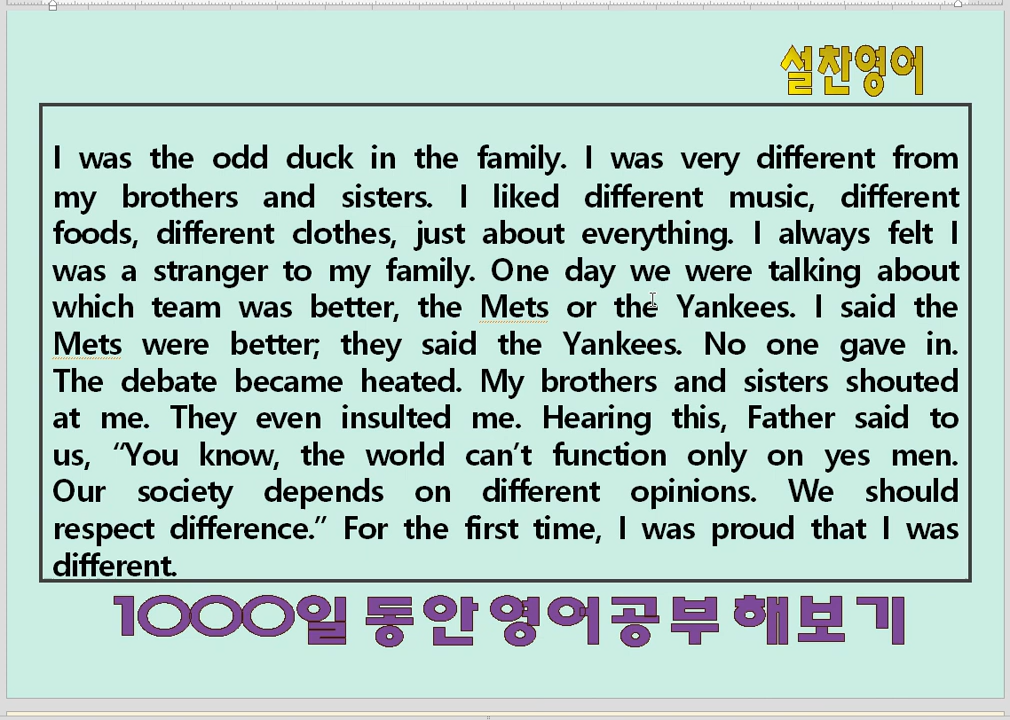 설찬영어
I was the odd duck in the family. I was very different from
my brothers and sisters. I liked different music, different
foods, different clothes, just about everything. I always felt I
was a stranger to my family. One day we were talking about
which team was better, the Mets or the Yankees. I said the
Mets were better; they said the Yankees. No one gave in.
The debate became heated. My brothers and sisters shouted
at me. They even insulted me. Hearing this, Father said to
us, “You know, the world can’t function only on yes men.
Our society depends on different opinions. We should
respect difference.” For the first time, I was proud that I was
different.
1000일 동안 영어공부 해보기